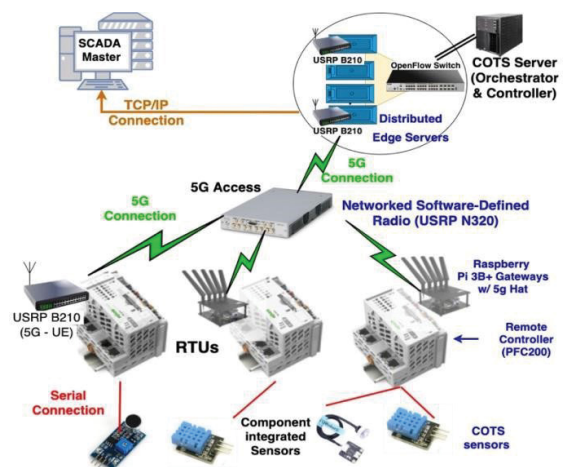 SCADA
Master
USRP B210
OpenFlow Switch
COTS Server
(Orchestrator
& Controller)
TCP/IP
Connection
USRP B210
Distributed
Edge Servers
5G
Connection
5G Access
5G
Connection
Networked Software-Defined
Radio (USRP N320)
Raspberry
Pi 3B+ Gateways
w/ 5g Hat
USRP B210
(5G - UE)
RTUs
Remote
Controller
(PFC200)
Serial
Connection
Component
integrated
Sensors
COTS
sensors